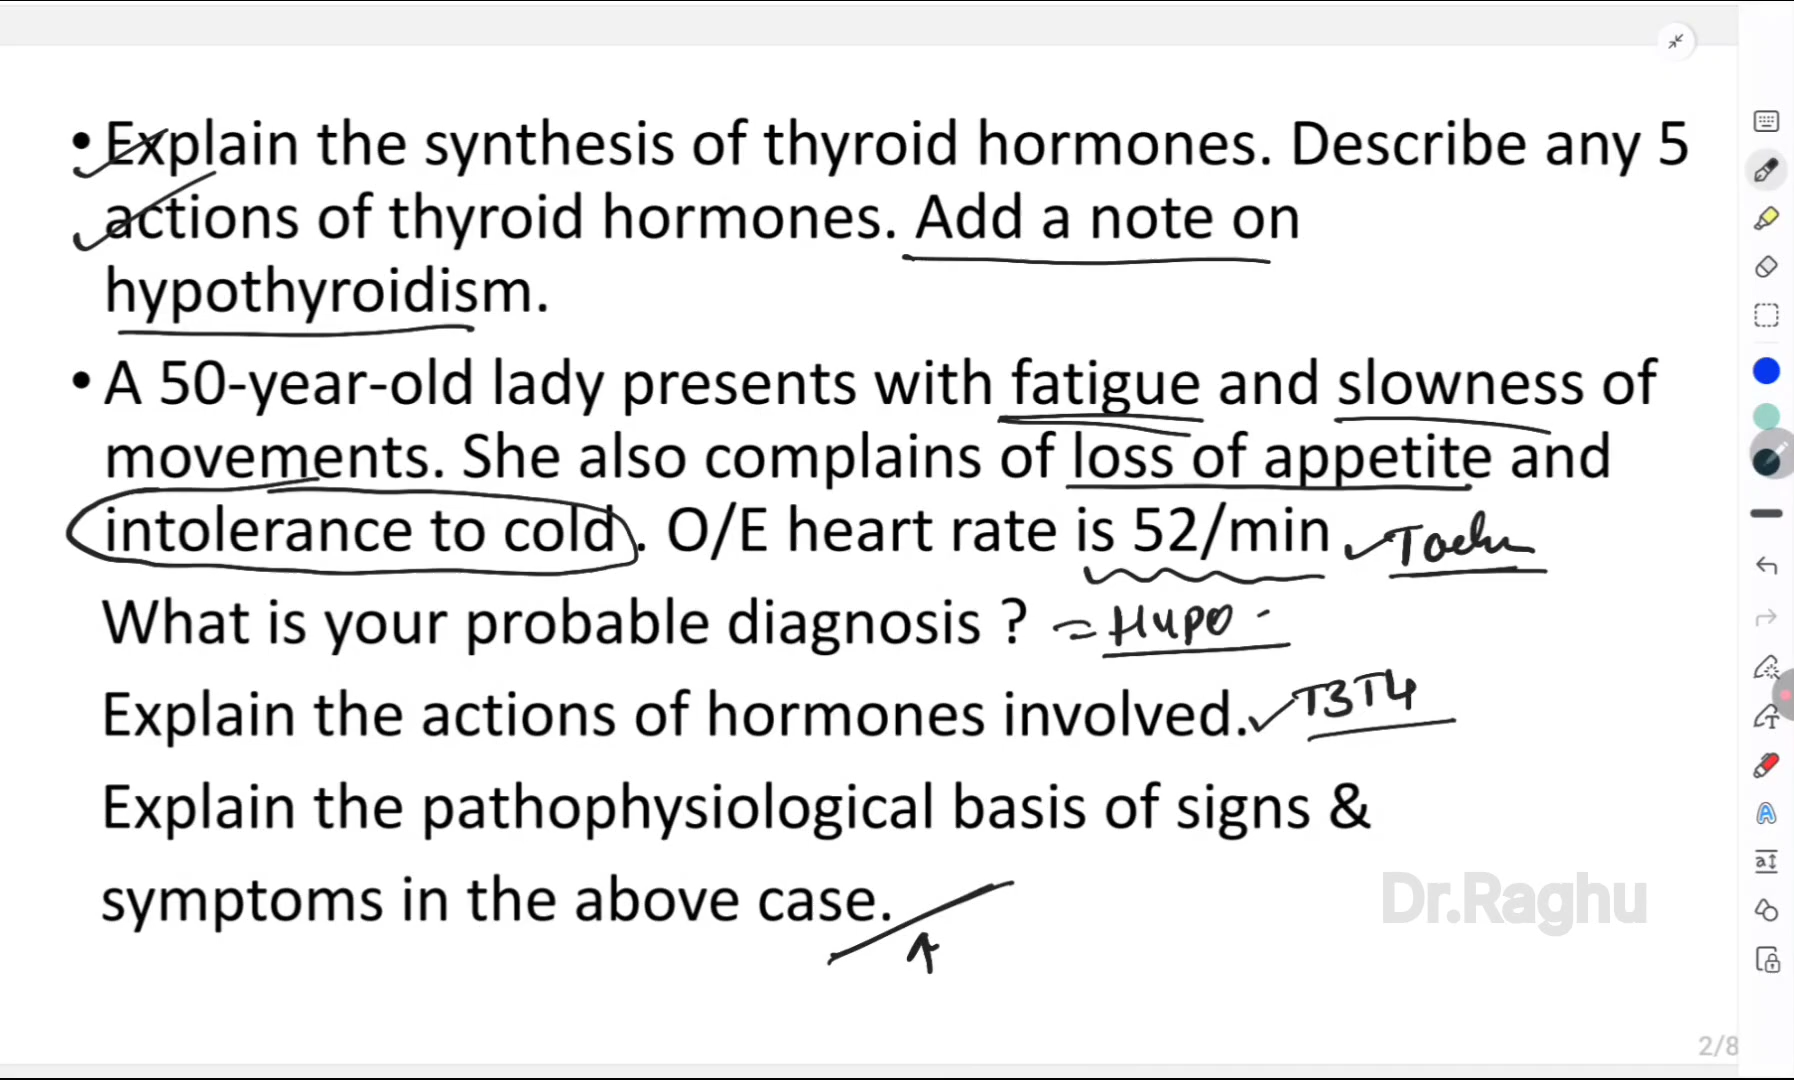 • Explain the synthesis of thyroid hormones. Describe any 5
actions of thyroid hormones. Add a note on
hypothyroidism.
• A 50-year-old lady presents with fatigue and slowness of
movements. She also complains of loss of appetite and
intolerance to cold. O/E heart rate is 52/min
What is your probable diagnosis ? = Hypo
Explain the actions of hormones involved. T3T4
Explain the pathophysiological basis of signs &
symptoms in the above case.
Dr.Raghu
2/8